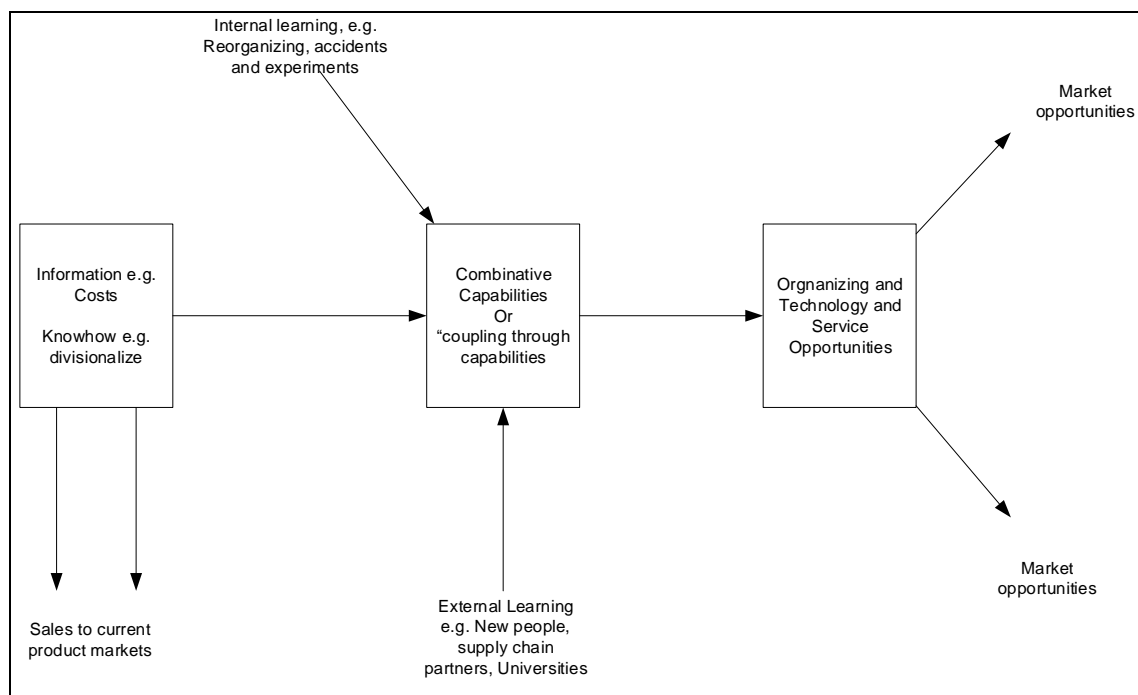 Internal learning, e.g.
Reorganizing, accidents
and experiments
Market
opportunities
Information e.g.
Costs
Knowhow e.g.
divisionalize
Combinative
Capabilities
Or
“coupling through
capabilities
Orgnanizing and
Technology and
Service
Opportunities
Sales to current
product markets
External Learning
e.g. New people,
supply chain
partners, Universities
Market
opportunities